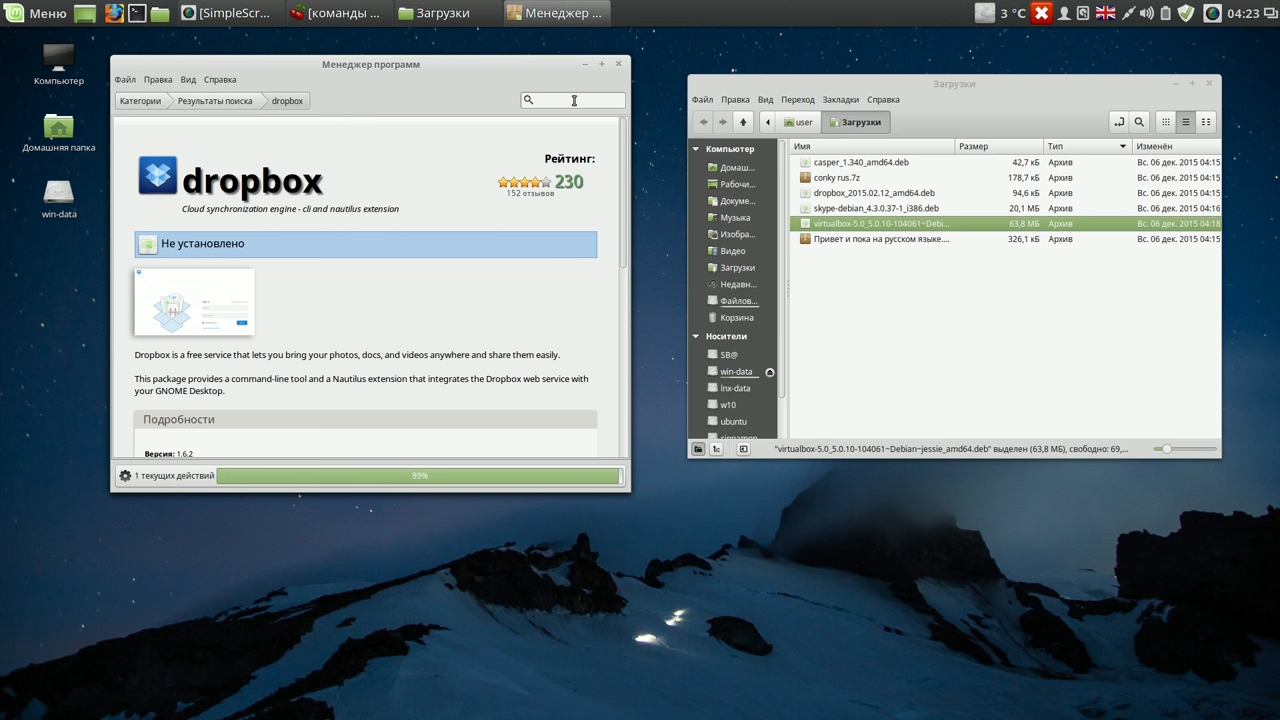 Меню
[SimpleScr...
[команды ...
Загрузки
Менеджер ...
3 °C
04:23
Компьютер
Домашняя папка
win-data
Менеджер программ
Файл Правка Вид Справка
Категории Результаты поиска dropbox
dropbox
Cloud synchronization engine - cli and nautilus extension
Рейтинг:
230
152 отзывов
Не установлено
Dropbox is a free service that lets you bring your photos, docs, and videos anywhere and share them easily.
This package provides a command-line tool and a Nautilus extension that integrates the Dropbox web service with
your GNOME Desktop.
Подробности
Версия: 1.6.2
1 текущих действий
99%
Загрузки
Файл Правка Вид Переход Закладки Справка
user Загрузки
Компьютер
Домаш...
Рабочи...
Докуме...
Музыка
Изобра...
Видео
Загрузки
Недавн...
Файлов...
Корзина
Носители
SB@
win-data
lnx-data
w10
ubuntu
cinnamon
Имя Размер Тип Изменён
casper_1.340_amd64.deb 42,7 кБ Архив Вс. 06 дек. 2015 04:15
conky rus.7z 178,7 кБ Архив Вс. 06 дек. 2015 04:15
dropbox_2015.02.12_amd64.deb 94,6 кБ Архив Вс. 06 дек. 2015 04:15
skype-debian_4.3.0.37-1_i386.deb 20,1 МБ Архив Вс. 06 дек. 2015 04:16
virtualbox-5.0_5.0.10-104061~Debi... 63,8 МБ Архив Вс. 06 дек. 2015 04:18
Привет и пока на русском языке.... 326,1 кБ Архив Вс. 06 дек. 2015 04:15
"virtualbox-5.0_5.0.10-104061~Debian~jessie_amd64.deb" выделен (63,8 МБ), свободно: 69,...